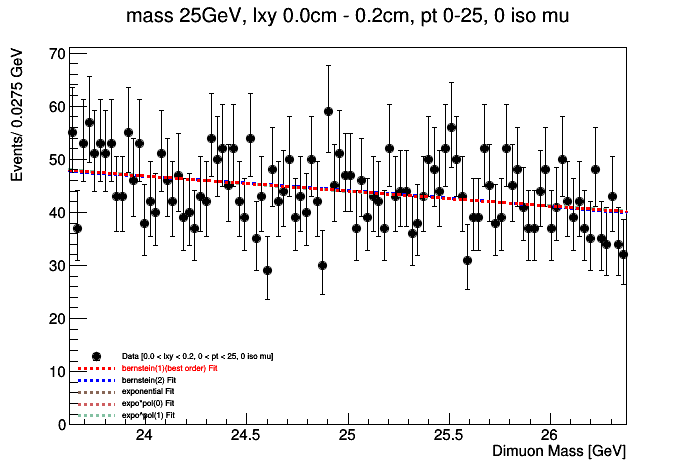 mass 25GeV, lxy 0.0cm - 0.2cm, pt 0-25, 0 iso mu
Events/ 0.0275 GeV
70
60
50
40
30
20
10
0
Data [0.0 < lxy < 0.2, 0 < pt < 25, 0 iso mu]
bernstein(1)(best order) Fit
bernstein(2) Fit
exponential Fit
expo*pol(0) Fit
expo*pol(1) Fit
24 24.5 25 25.5 26
Dimuon Mass [GeV]